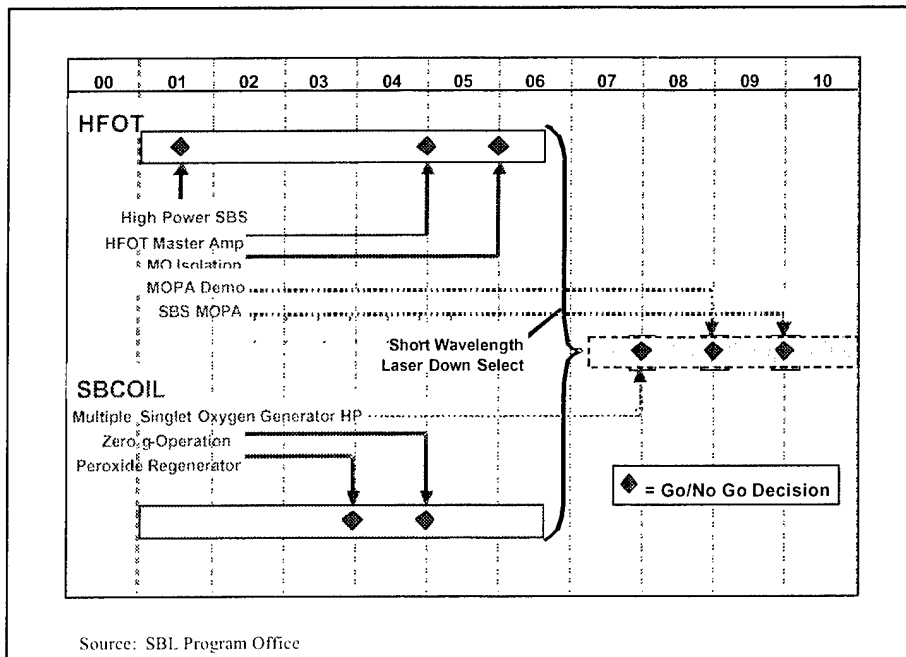 00 01 02 03 04 05 06 07 08 09 10
HFOT
High Power SBS
HFOT Master Amp
MO Isolation
MOPA Demo
SBS MOPA
Short Wavelength
Laser Down Select
SBCOIL
Multiple Singlet Oxygen Generator HP
Zero g-Operation
Peroxide Regenerator
= Go/No Go Decision
Source: SBL Program Office